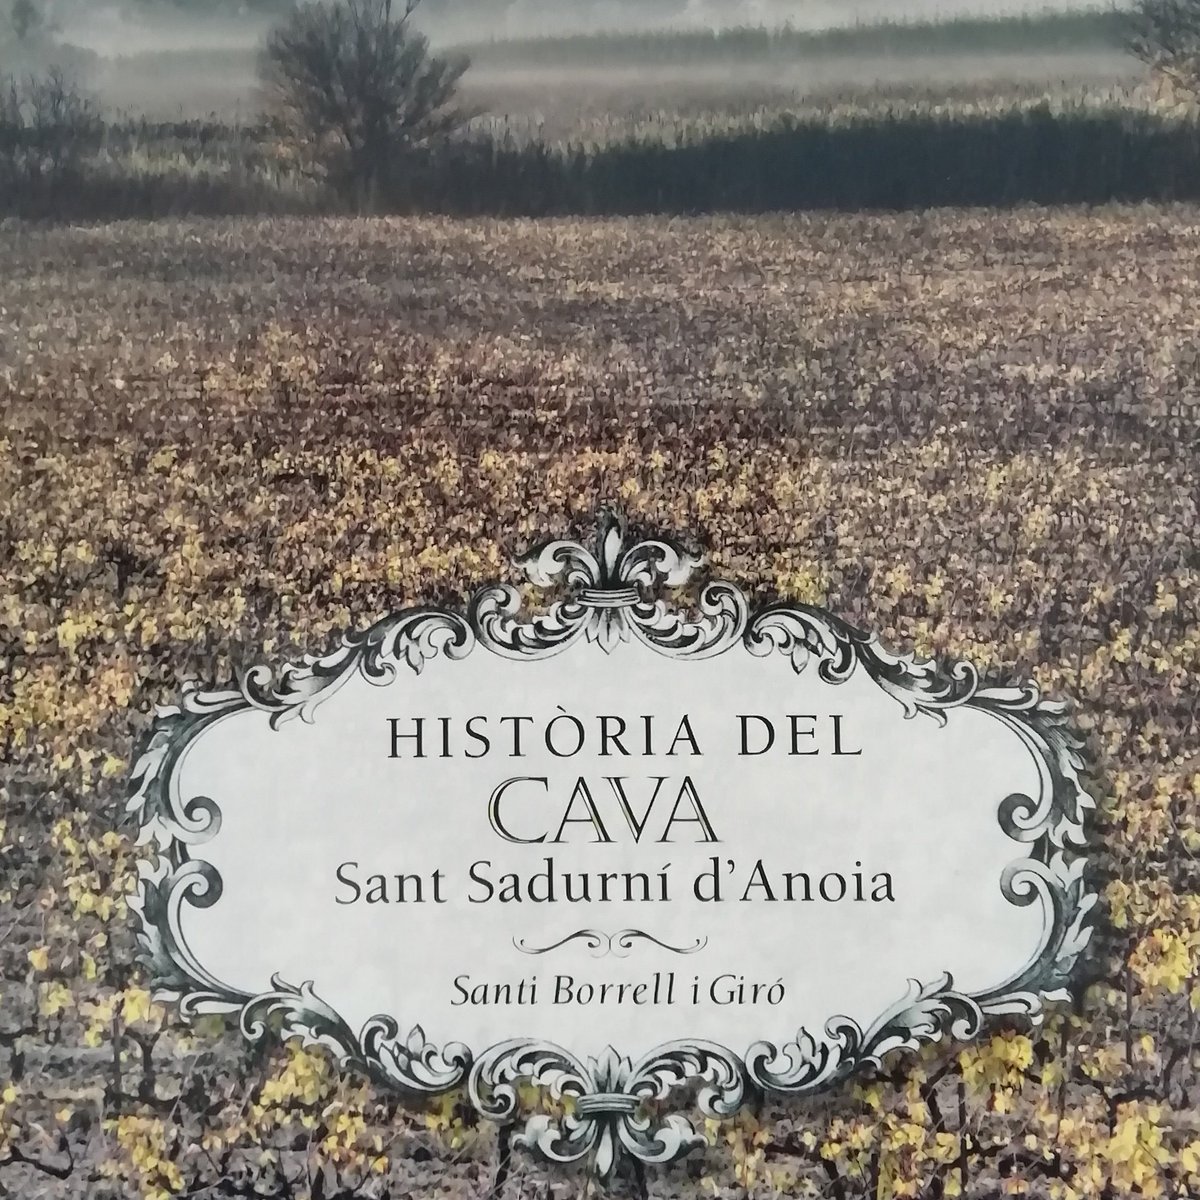 HISTÒRIA DEL
CAVA
Sant Sadurní d'Anoia
Santi Borrell i Giró